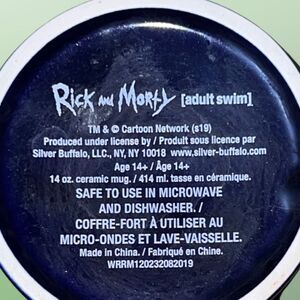 Rick and Morty [adult swim]
TM & © Cartoon Network (s19)
Produced under license by / Produit sous licence par
Silver Buffalo, LLC., NY, NY 10018 www.silver-buffalo.com
Age 14+ / Âge 14+
14 oz. ceramic mug. / 414 ml. tasse en céramique.
SAFE TO USE IN MICROWAVE
AND DISHWASHER. /
COFFRE-FORT À UTILISER AU
MICRO-ONDES ET LAVE-VAISSELLE.
Made in China. / Fabriqué en Chine.
WRRM120232082019